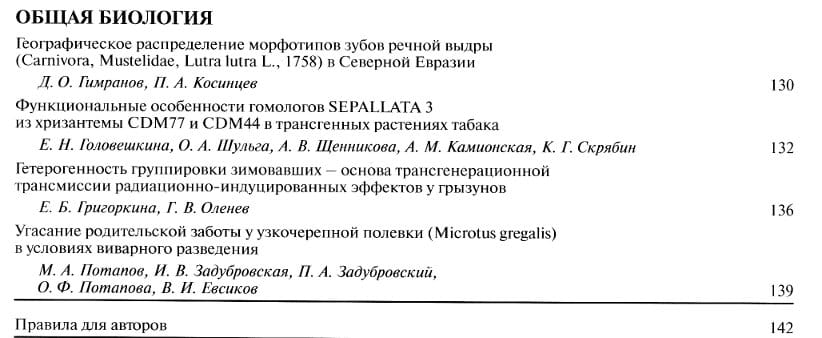 ОБЩАЯ БИОЛОГИЯ
Географическое распределение морфотипов зубов речной выдры
(Carnivora, Mustelidae, Lutra lutra L., 1758) в Северной Евразии
Д. О. Гимранов, П. А. Косинцев 130
Функциональные особенности гомологов SEPALLATA 3
из хризантемы CDM77 и CDM44 в трансгенных растениях табака
Е. Н. Головешкина, О. А. Шульга, А. В. Щенникова, А. М. Камионская, К. Г. Скрябин 132
Гетерогенность группировки зимовавших – основа трансгенерационной
трансмиссии радиационно-индуцированных эффектов у грызунов
Е. Б. Григоркина, Г. В. Оленев 136
Угасание родительской заботы у узкочерепной полевки (Microtus gregalis)
в условиях виварного разведения
М. А. Потапов, И. В. Задубровская, П. А. Задубровский,
О. Ф. Потапова, В. И. Евсиков 139
Правила для авторов 142